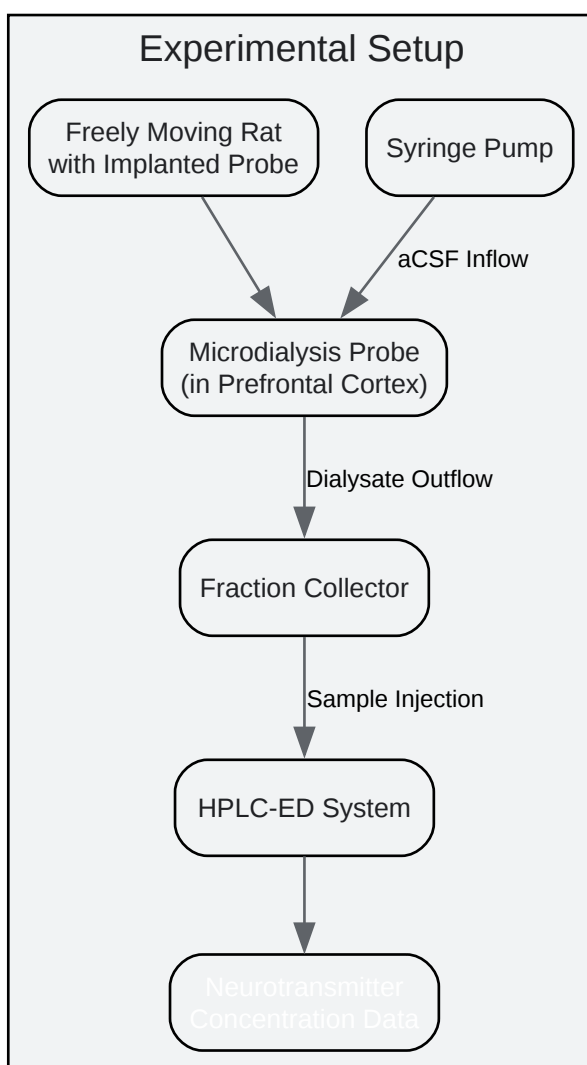 Experimental Setup
Freely Moving Rat
with Implanted Probe
Syringe Pump
aCSF Inflow
Microdialysis Probe
(in Prefrontal Cortex)
Dialysate Outflow
Fraction Collector
Sample Injection
HPLC-ED System
Neurotransmitter
Concentration Data